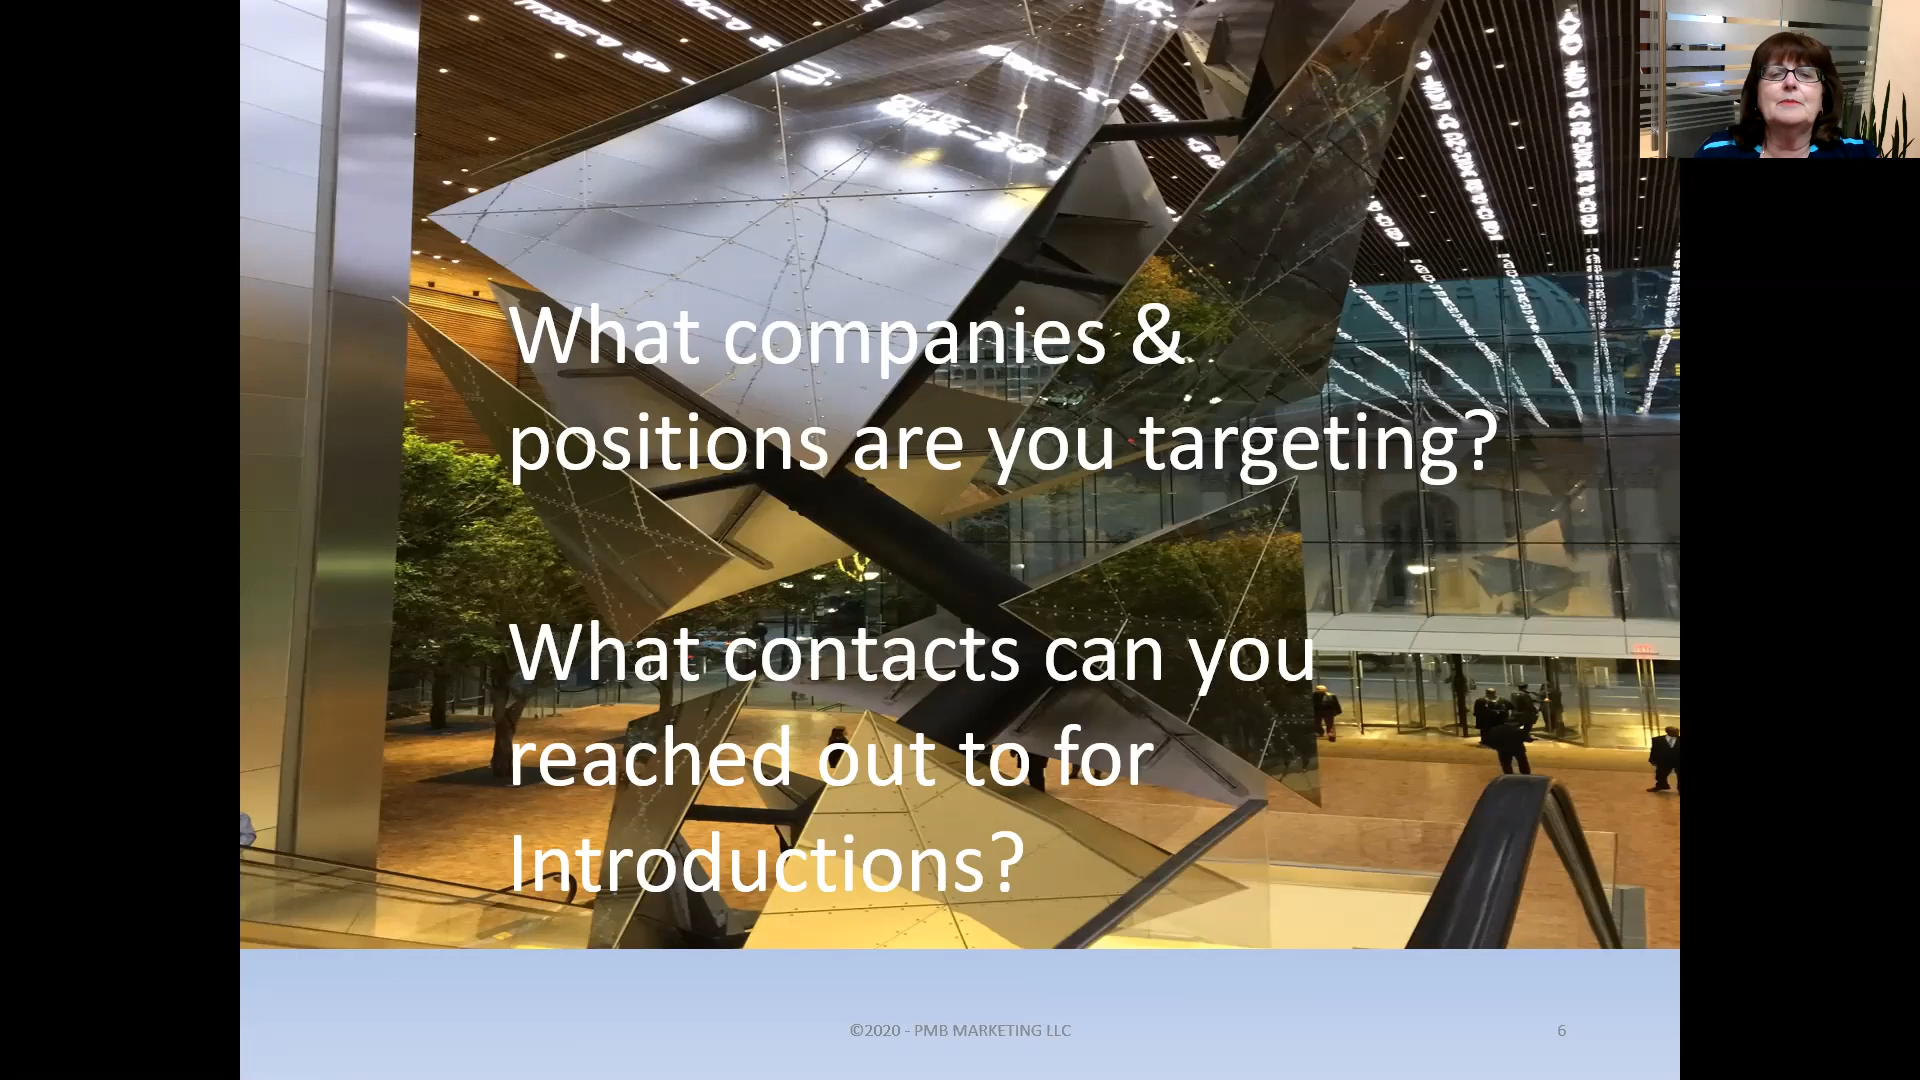 What companies &
positions are you targeting?
What contacts can you
reached out to for
Introductions?
©2020 - PMB MARKETING LLC
6